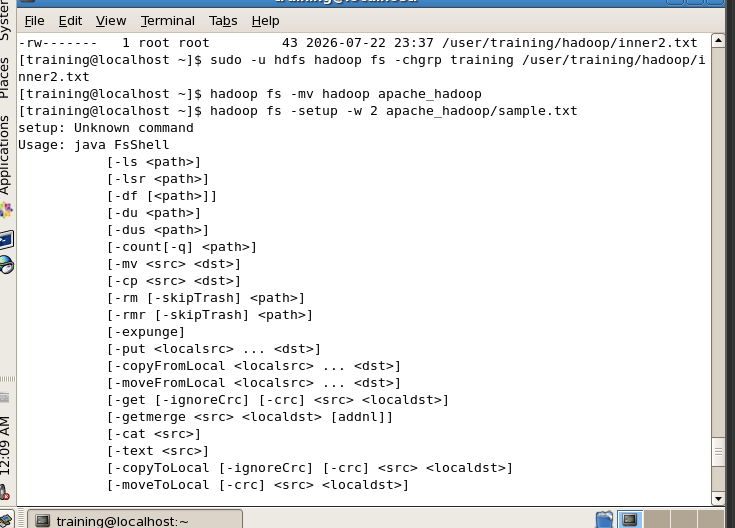 File Edit View Terminal Tabs Help
-rw-------   1 root root         43 2026-07-22 23:37 /user/training/hadoop/inner2.txt
[training@localhost ~]$ sudo -u hdfs hadoop fs -chgrp training /user/training/hadoop/i
nner2.txt
[training@localhost ~]$ hadoop fs -mv hadoop apache_hadoop
[training@localhost ~]$ hadoop fs -setup -w 2 apache_hadoop/sample.txt
setup: Unknown command
Usage: java FsShell
           [-ls <path>]
           [-lsr <path>]
           [-df [<path>]]
           [-du <path>]
           [-dus <path>]
           [-count[-q] <path>]
           [-mv <src> <dst>]
           [-cp <src> <dst>]
           [-rm [-skipTrash] <path>]
           [-rmr [-skipTrash] <path>]
           [-expunge]
           [-put <localsrc> ... <dst>]
           [-copyFromLocal <localsrc> ... <dst>]
           [-moveFromLocal <localsrc> ... <dst>]
           [-get [-ignoreCrc] [-crc] <src> <localdst>]
           [-getmerge <src> <localdst> [addnl]]
           [-cat <src>]
           [-text <src>]
           [-copyToLocal [-ignoreCrc] [-crc] <src> <localdst>]
           [-moveToLocal [-crc] <src> <localdst>]
Applications
Places
12:09 AM
training@localhost:~